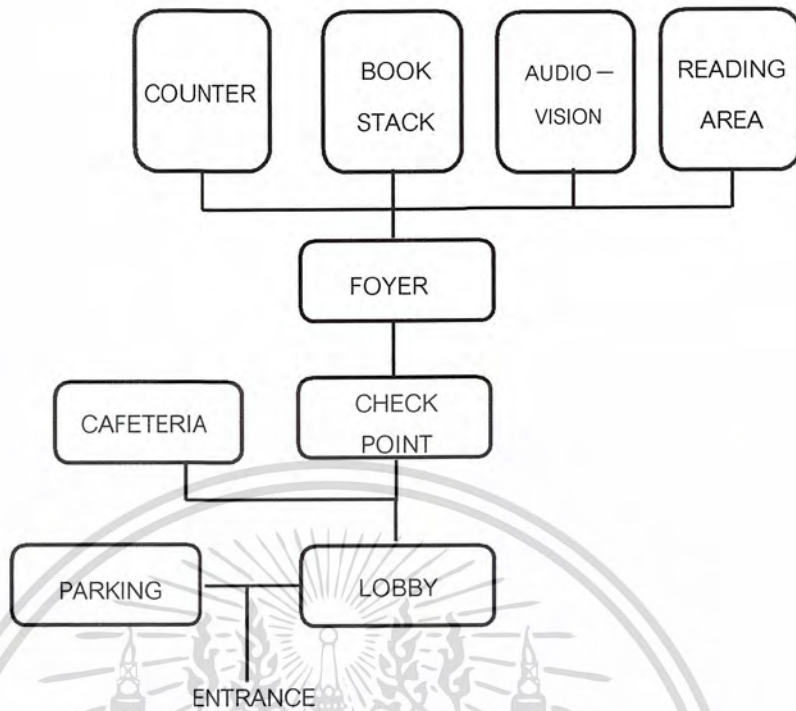 COUNTER
BOOK
STACK
AUDIO –
VISION
READING
AREA
FOYER
CHECK
POINT
CAFETERIA
PARKING
LOBBY
ENTRANCE